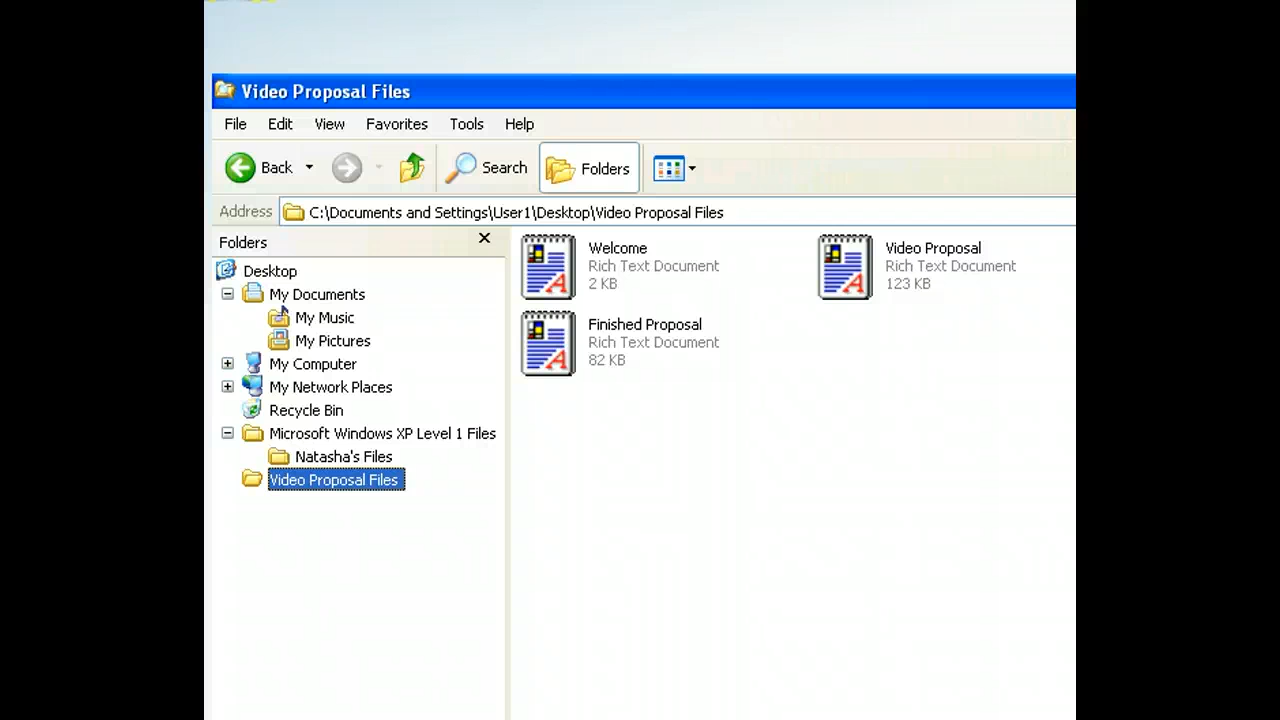 Video Proposal Files
File Edit View Favorites Tools Help
Back Search Folders
Address C:\Documents and Settings\User1\Desktop\Video Proposal Files
Folders
Desktop
My Documents
My Music
My Pictures
My Computer
My Network Places
Recycle Bin
Microsoft Windows XP Level 1 Files
Natasha's Files
Video Proposal Files
Welcome
Rich Text Document
2 KB
Video Proposal
Rich Text Document
123 KB
Finished Proposal
Rich Text Document
82 KB